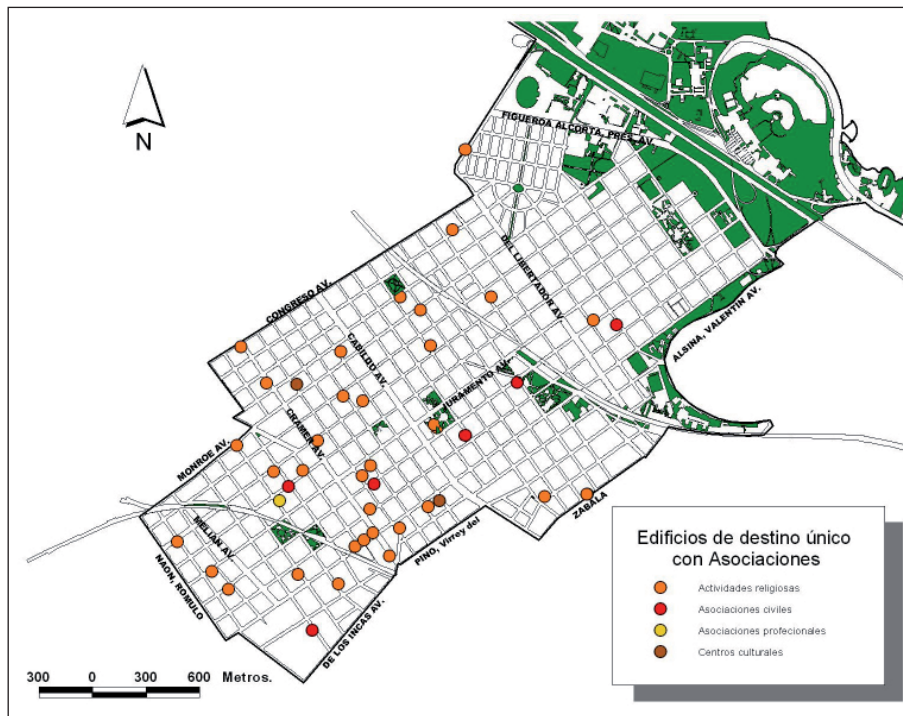 N
FIGUEROA ALCORTA, PRES. AV.
DEL LIBERTADOR AV.
CONGRESO AV.
ALSINA, VALENTIN AV.
CABILDO AV.
JURAMENTO AV.
CRAMER AV.
MONROE AV.
ZABALA
PINO, Virrey del
MELIAN AV.
NAON, ROMULO
DE LOS INCAS AV.
Edificios de destino único
con Asociaciones
Actividades religiosas
Asociaciones civiles
Asociaciones profecionales
Centros culturales
300 0 300 600 Metros.